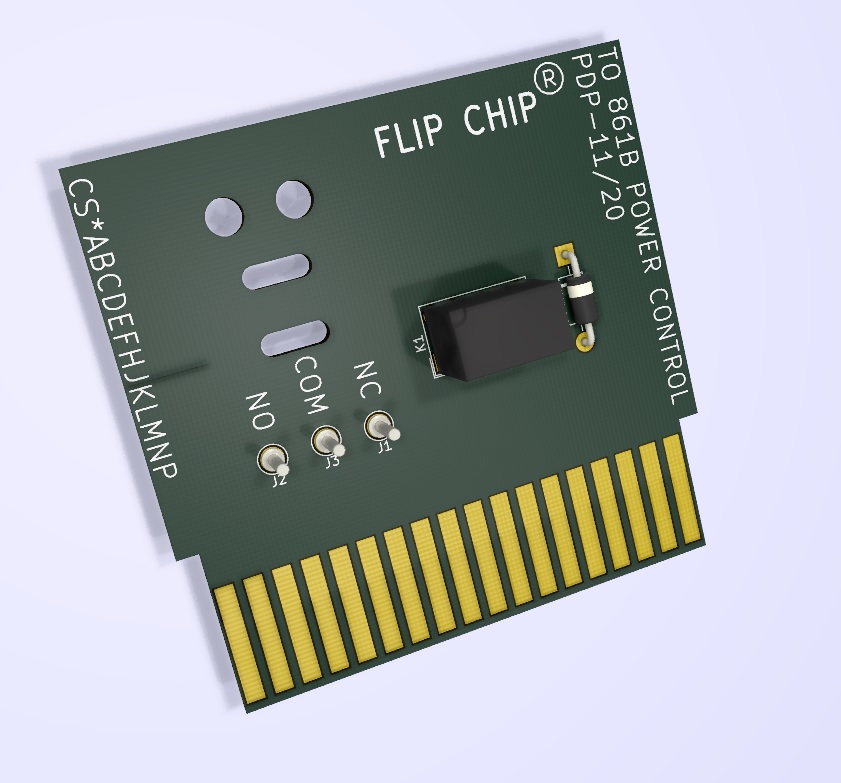 FLIP CHIP®
TO 861B POWER CONTROL
PDP-11/20
CS*ABCDEFHJKLMNP
K1
NO
COM
NC
J2
J3
J1